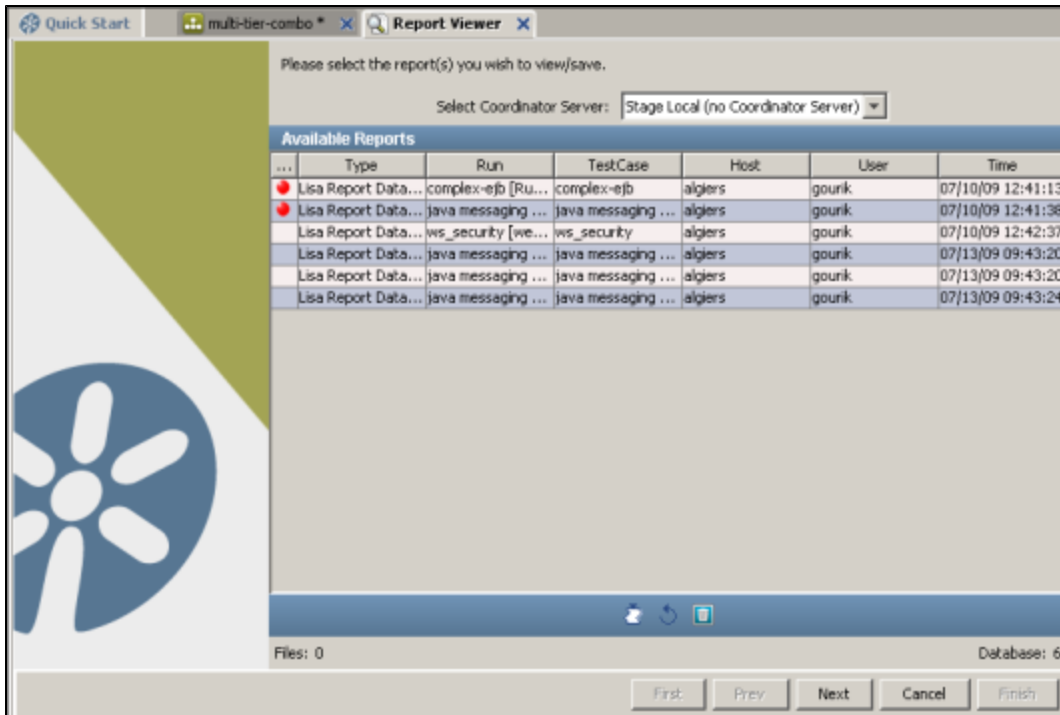 Quick Start multi-tier-combo * Report Viewer
Please select the report(s) you wish to view/save.
Select Coordinator Server: Stage Local (no Coordinator Server)
Available Reports
... Type Run TestCase Host User Time
Lisa Report Data... complex-ejb [Ru... complex-ejb algiers gourik 07/10/09 12:41:13
Lisa Report Data... java messaging ... java messaging ... algiers gourik 07/10/09 12:41:38
Lisa Report Data... ws_security [we... ws_security algiers gourik 07/10/09 12:42:37
Lisa Report Data... java messaging ... java messaging ... algiers gourik 07/13/09 09:43:20
Lisa Report Data... java messaging ... java messaging ... algiers gourik 07/13/09 09:43:20
Lisa Report Data... java messaging ... java messaging ... algiers gourik 07/13/09 09:43:24
Files: 0 Database: 6
First Prev Next Cancel Finish